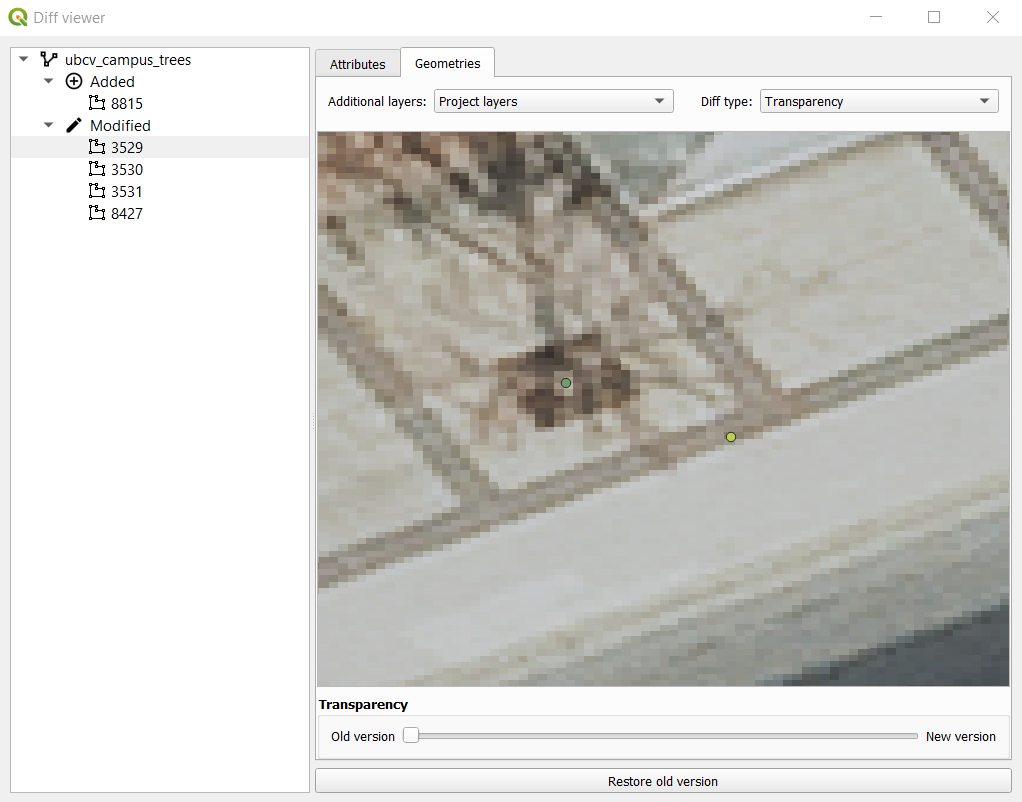 Diff viewer
ubcv_campus_trees
Added
8815
Modified
3529
3530
3531
8427
Attributes Geometries
Additional layers: Project layers Diff type: Transparency
Transparency
Old version New version
Restore old version